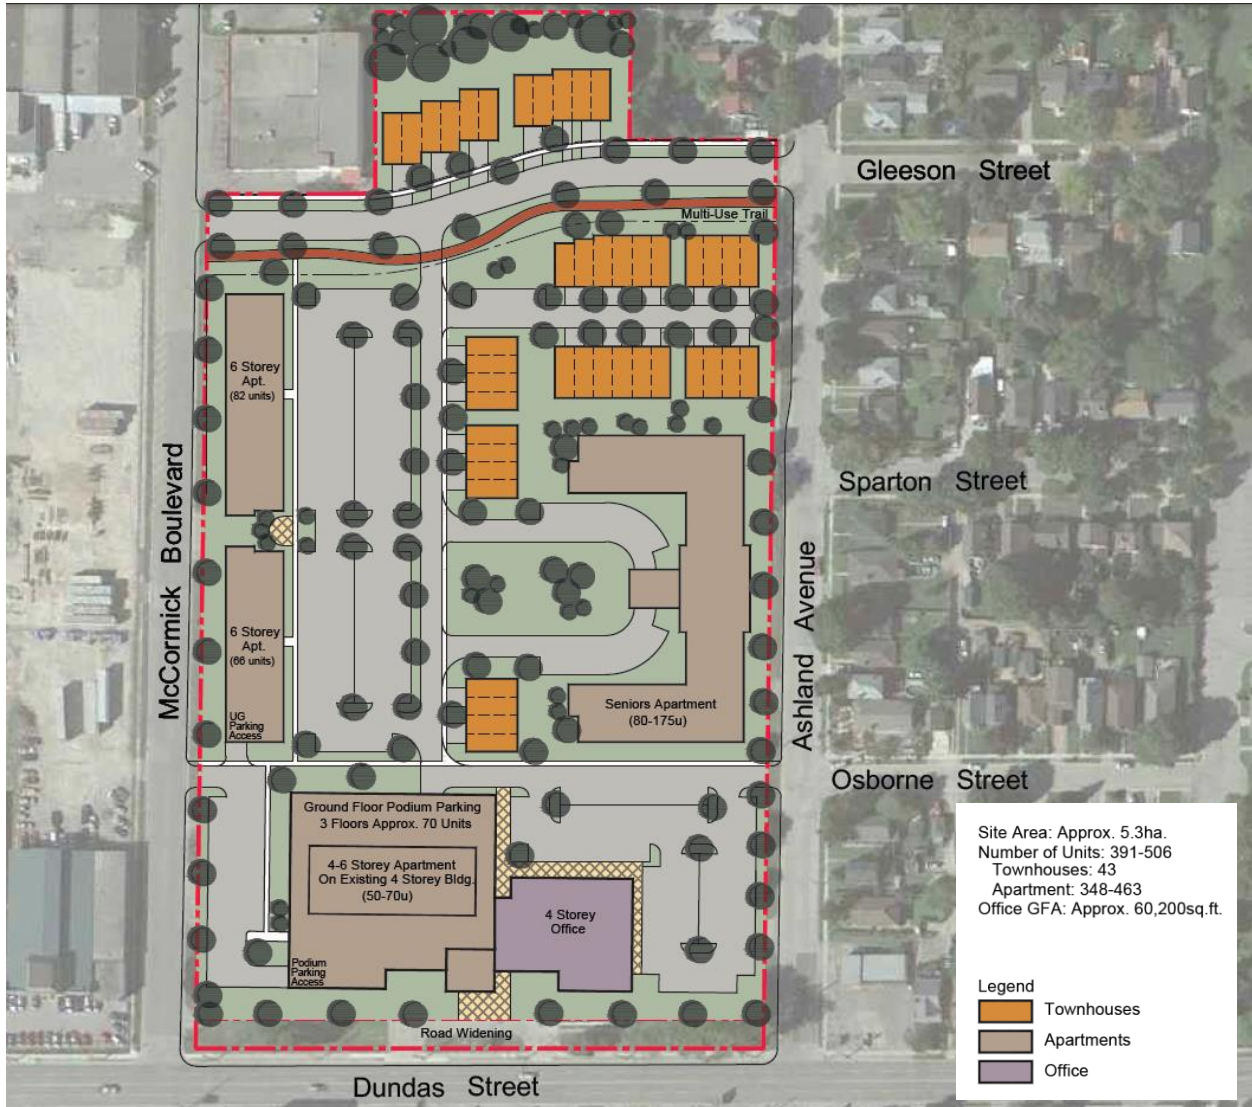 Gleeson Street
Multi-Use Trail
6 Storey
Apt.
(82 units)
McCormick Boulevard
Sparton Street
Ashland Avenue
6 Storey
Apt.
(66 units)
UG
Parking
Access
Seniors Apartment
(80-175u)
Osborne Street
Ground Floor Podium Parking
3 Floors Approx. 70 Units
4-6 Storey Apartment
On Existing 4 Storey Bldg.
(50-70u)
4 Storey
Office
Podium
Parking
Access
Road Widening
Dundas Street
Site Area: Approx. 5.3ha.
Number of Units: 391-506
Townhouses: 43
Apartment: 348-463
Office GFA: Approx. 60,200sq.ft.
Legend
Townhouses
Apartments
Office